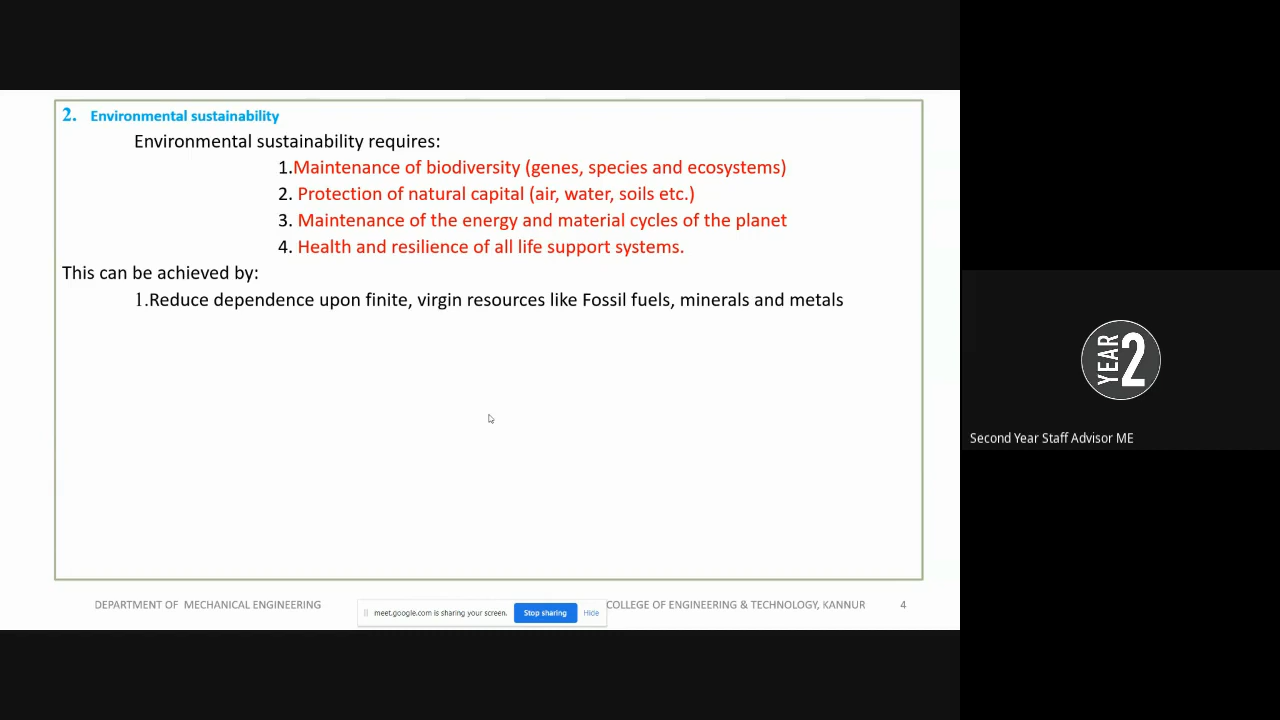 2. Environmental sustainability
Environmental sustainability requires:
1.Maintenance of biodiversity (genes, species and ecosystems)
2. Protection of natural capital (air, water, soils etc.)
3. Maintenance of the energy and material cycles of the planet
4. Health and resilience of all life support systems.
This can be achieved by:
1.Reduce dependence upon finite, virgin resources like Fossil fuels, minerals and metals
DEPARTMENT OF MECHANICAL ENGINEERING
meet.google.com is sharing your screen.
Stop sharing
Hide
COLLEGE OF ENGINEERING & TECHNOLOGY, KANNUR
4
YEAR 2
Second Year Staff Advisor ME